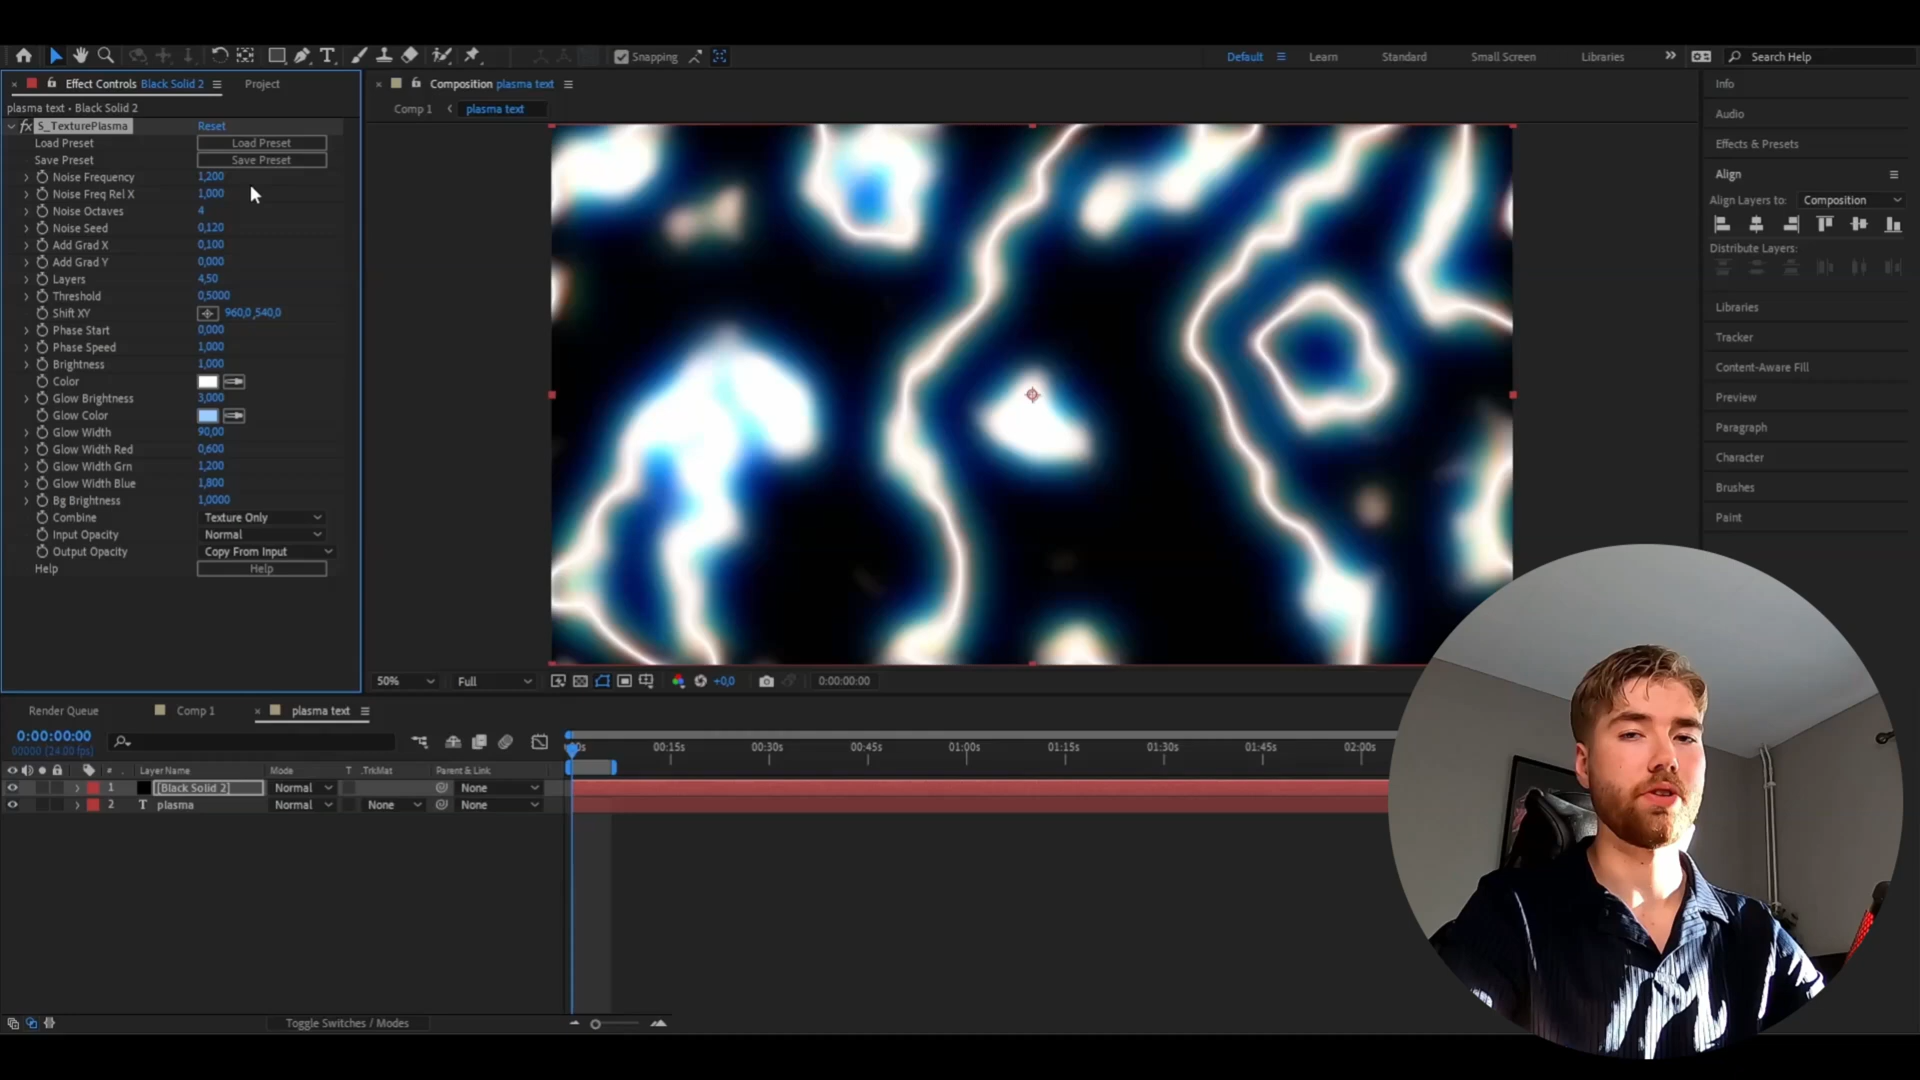 Snapping
Default
Learn
Standard
Small Screen
Libraries
Search Help
Effect Controls Black Solid 2
Project
plasma text • Black Solid 2
fx S_TexturePlasma Reset
Load Preset Load Preset
Save Preset Save Preset
Noise Frequency 1,200
Noise Freq Rel X 1,000
Noise Octaves 4
Noise Seed 0,120
Add Grad X 0,100
Add Grad Y 0,000
Layers 4,50
Threshold 0,5000
Shift XY 960,0 ,540,0
Phase Start 0,000
Phase Speed 1,000
Brightness 1,000
Color
Glow Brightness 3,000
Glow Color
Glow Width 90,00
Glow Width Red 0,600
Glow Width Grn 1,200
Glow Width Blue 1,800
Bg Brightness 1,0000
Combine Texture Only
Input Opacity Normal
Output Opacity Copy From Input
Help Help
Composition plasma text
Comp 1 plasma text
50% Full +0,0 0:00:00:00
Info
Audio
Effects & Presets
Align
Align Layers to: Composition
Distribute Layers:
Libraries
Tracker
Content-Aware Fill
Preview
Paragraph
Character
Brushes
Paint
Render Queue Comp 1 plasma text
0:00:00:00
00000 (24.00 fps)
00:15s 00:30s 00:45s 01:00s 01:15s 01:30s 01:45s 02:00s
# Layer Name Mode T .TrkMat Parent & Link
1 [Black Solid 2] Normal None
2 T plasma Normal None None
Toggle Switches / Modes